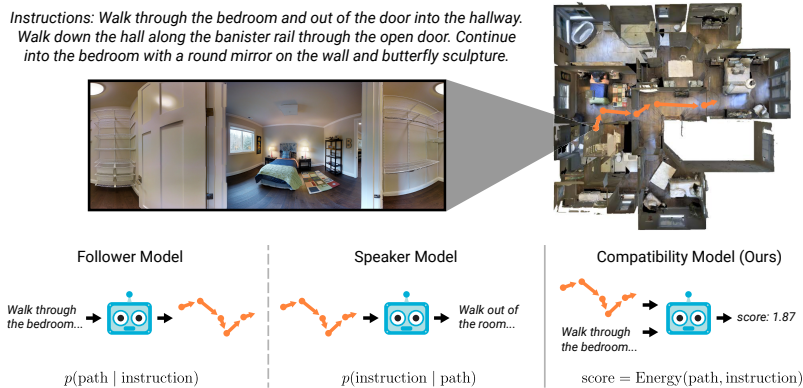 Instructions: Walk through the bedroom and out of the door into the hallway.
Walk down the hall along the banister rail through the open door. Continue
into the bedroom with a round mirror on the wall and butterfly sculpture.
Follower Model
Walk through
the bedroom...
p(path | instruction)
Speaker Model
Walk out of
the room...
p(instruction | path)
Compatibility Model (Ours)
Walk through
the bedroom...
score: 1.87
score = Energy(path, instruction)